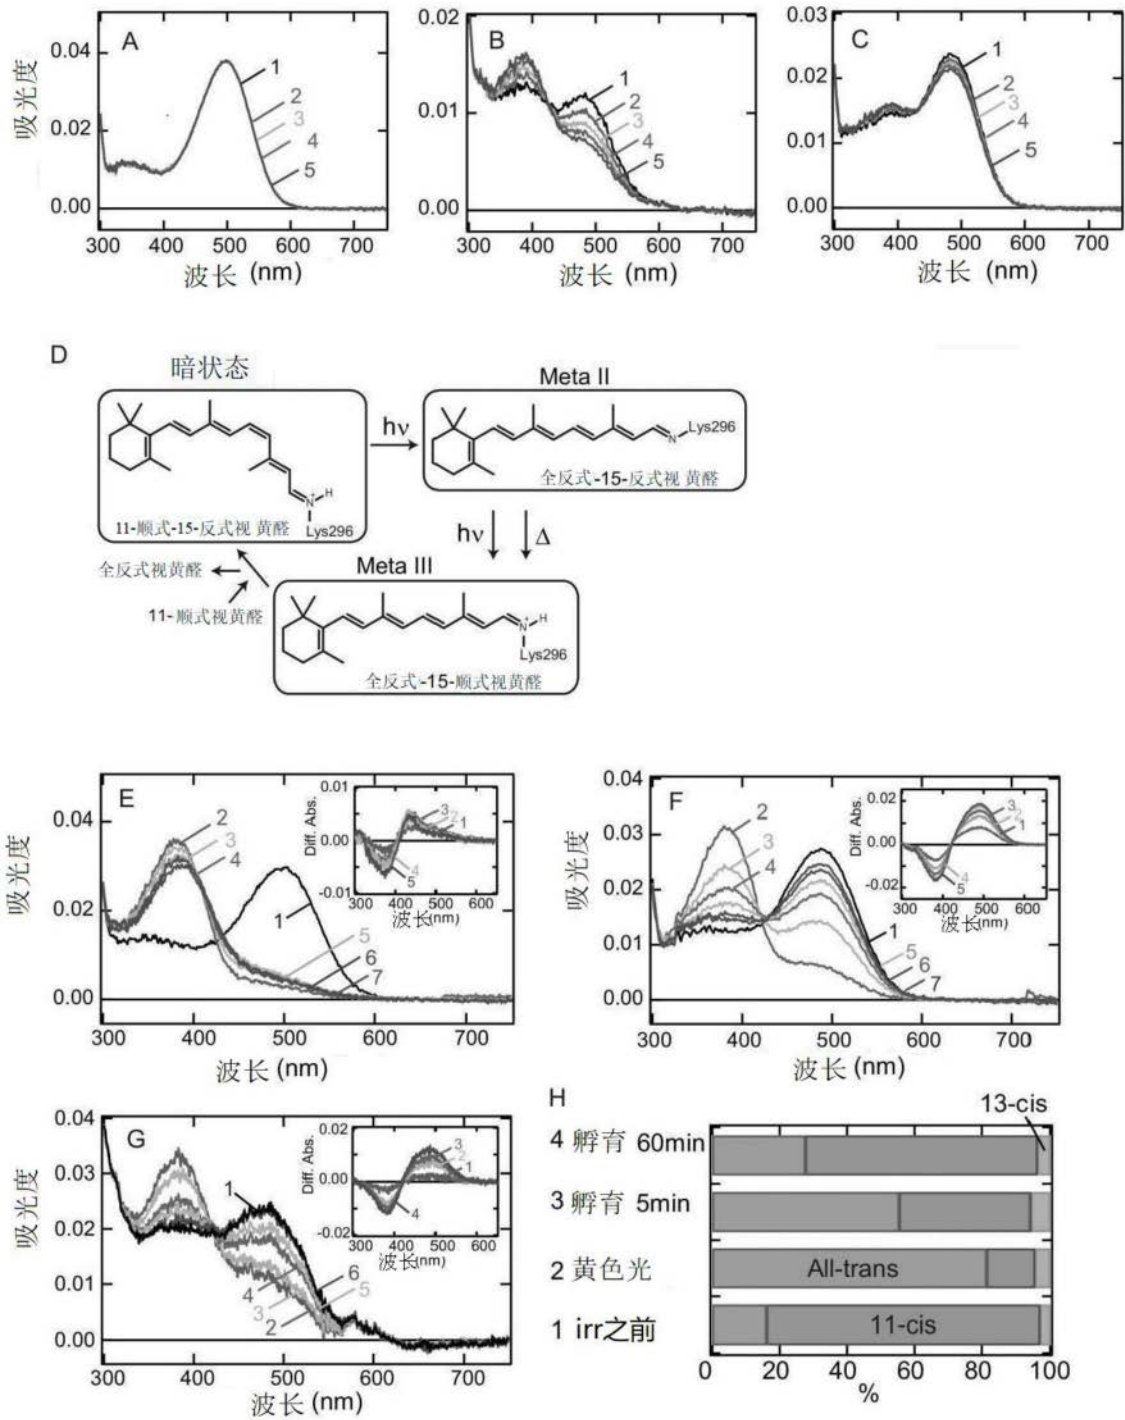 A
0.04
0.02
0.00
吸光度
1
2
3
4
5
300 400 500 600 700
波长 (nm)
B
0.02
0.01
0.00
1
2
3
4
5
300 400 500 600 700
波长 (nm)
C
0.03
0.02
0.01
0.00
1
2
3
4
5
300 400 500 600 700
波长 (nm)
D
暗状态
11-顺式-15-反式视 黄醛
N+
H
Lys296
hν
Meta II
N
Lys296
全反式-15-反式视 黄醛
hν
Δ
全反式视黄醛
11- 顺式视黄醛
Meta III
N+
H
Lys296
全反式-15-顺式视黄醛
E
0.04
0.02
0.00
吸光度
2
3
4
1
5
6
7
300 400 500 600 700
波长 (nm)
0.01
0.00
-0.01
Diff. Abs.
3
2
1
4
5
300 400 500 600
波长(nm)
F
0.04
0.03
0.02
0.01
0.00
吸光度
2
3
4
1
5
6
7
300 400 500 600 700
波长 (nm)
0.02
0.00
-0.02
Diff. Abs.
3
2
1
4
5
300 400 500 600
波长(nm)
G
0.04
0.03
0.02
0.01
0.00
吸光度
1
6
5
4
3
2
300 400 500 600 700
波长 (nm)
0.02
0.00
-0.02
Diff. Abs.
3
2
1
4
300 400 500 600
波长(nm)
H
13-cis
4 孵育 60min
3 孵育 5min
2 黄色光
All-trans
1 irr之前
11-cis
0 20 40 60 80 100
%